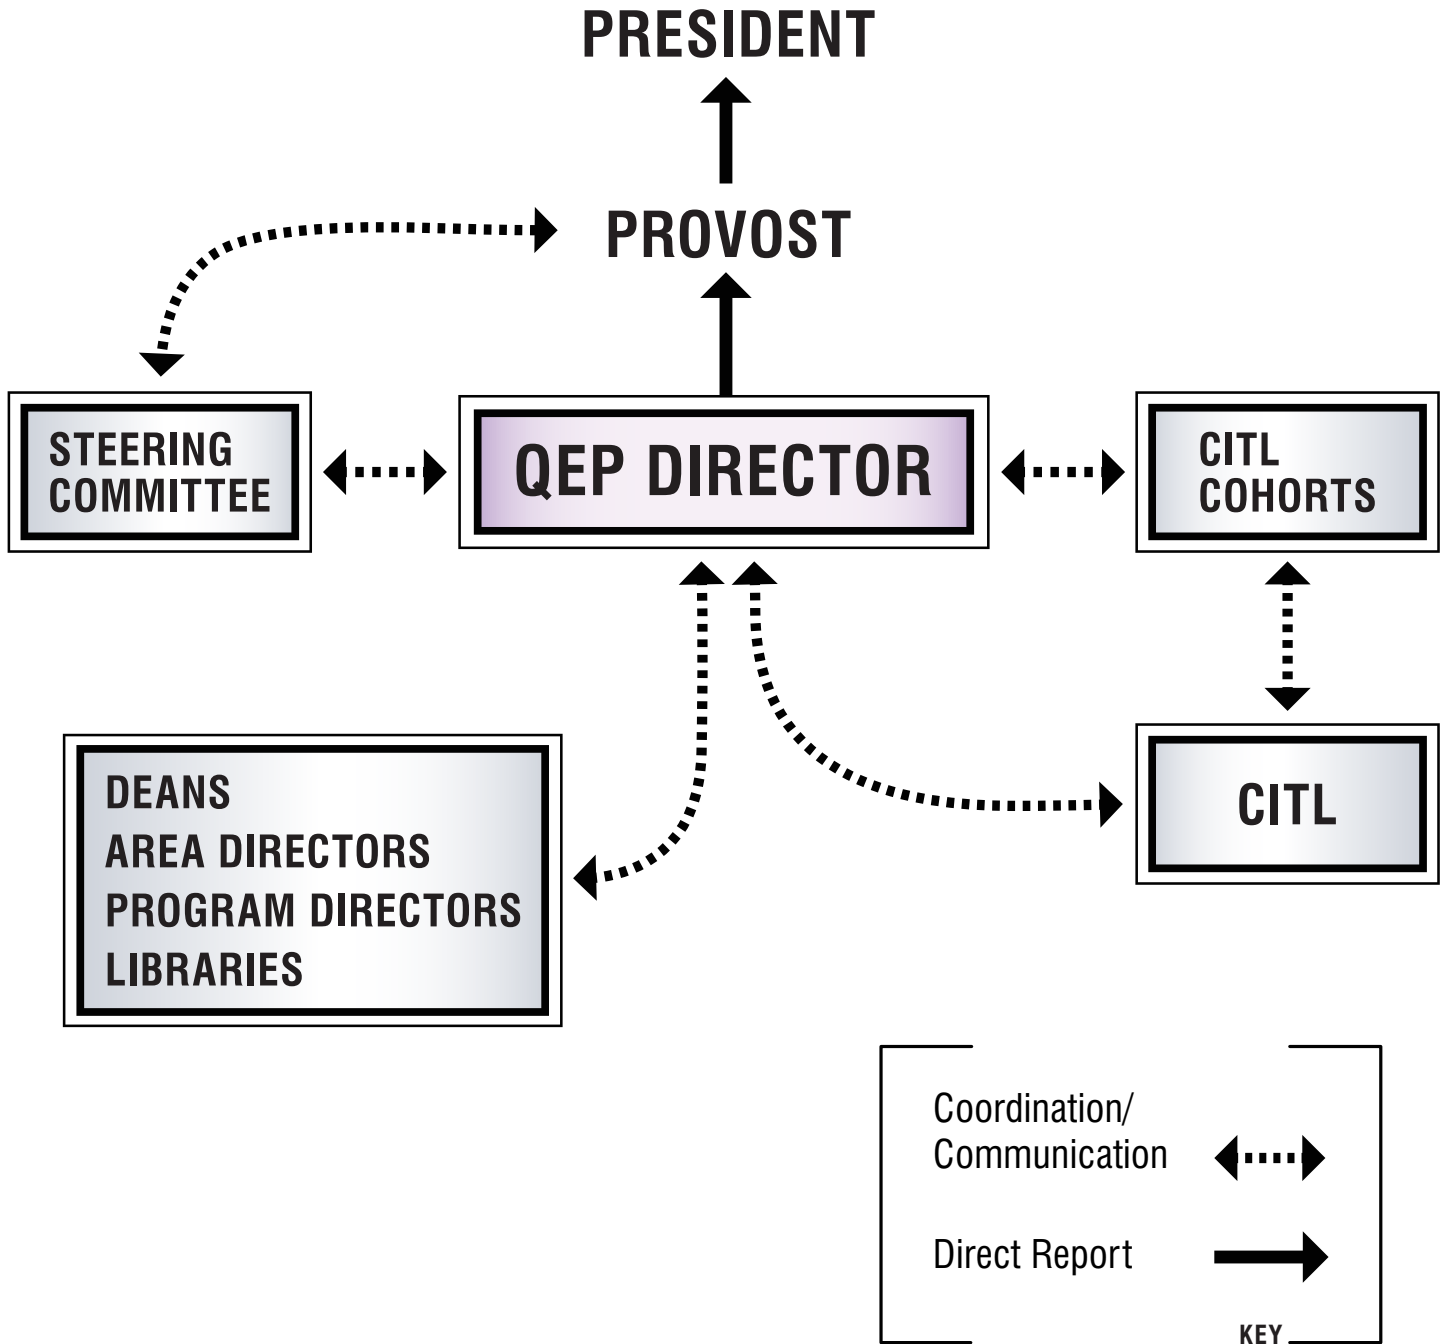 PRESIDENT
PROVOST
STEERING
COMMITTEE
QEP DIRECTOR
CITL
COHORTS
DEANS
AREA DIRECTORS
PROGRAM DIRECTORS
LIBRARIES
CITL
Coordination/
Communication
Direct Report
KEY